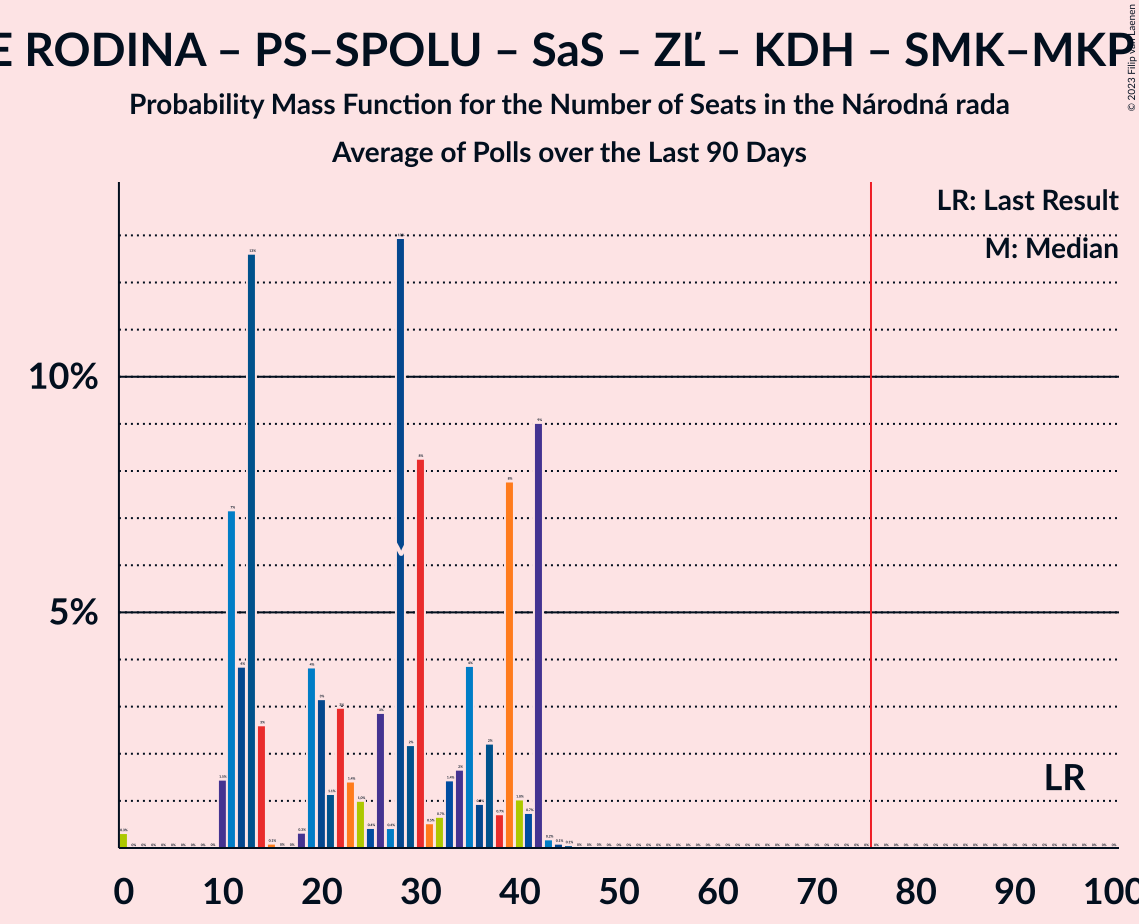 E RODINA – PS–SPOLU – SaS – ZĽ – KDH – SMK–MKP
Probability Mass Function for the Number of Seats in the Národná rada
Average of Polls over the Last 90 Days
© 2023 Filip van Laenen
LR: Last Result
M: Median
10%
5%
LR
0 10 20 30 40 50 60 70 80 90 100